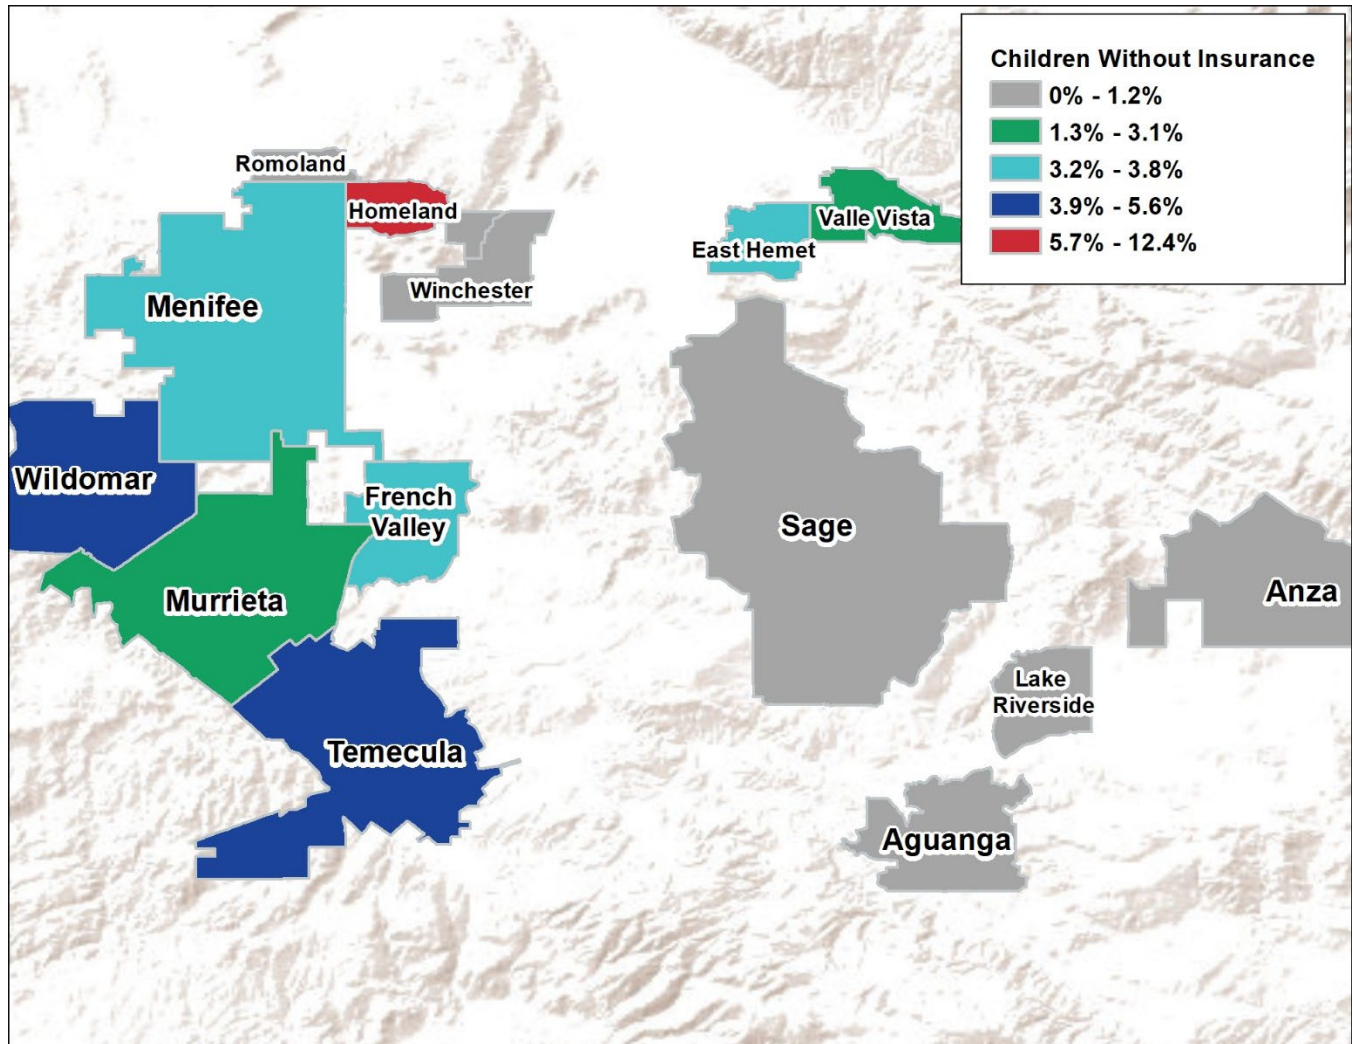 Children Without Insurance
0% - 1.2%
1.3% - 3.1%
3.2% - 3.8%
3.9% - 5.6%
5.7% - 12.4%
Romoland
Homeland
Valle Vista
East Hemet
Winchester
Menifee
Wildomar
French
Valley
Sage
Murrieta
Anza
Lake
Riverside
Temecula
Aguanga